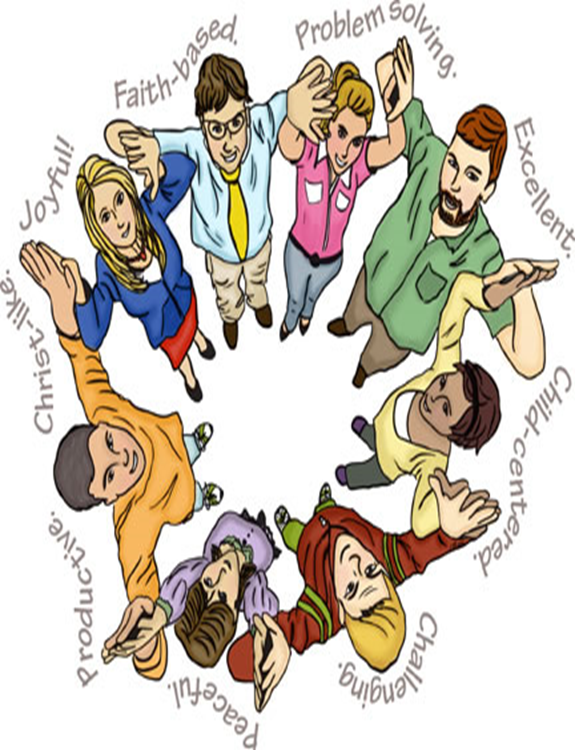 Faith-based.
Problem solving.
Excellent.
Child-centered.
Challenging.
Peaceful.
Productive.
Christ-like.
Joyful!